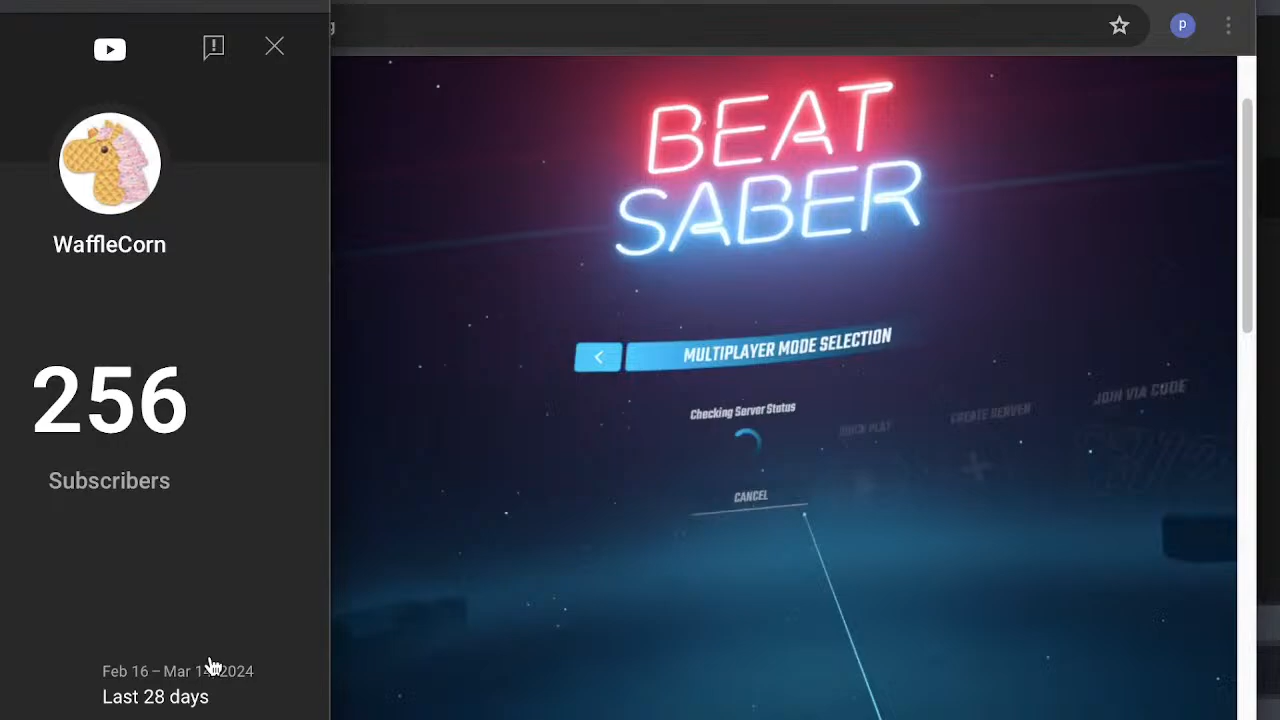 WaffleCorn
256
Subscribers
Feb 16 – Mar 14, 2024
Last 28 days
g
p
BEAT
SABER
MULTIPLAYER MODE SELECTION
Checking Server Status
QUICK PLAY
CREATE SERVER
JOIN VIA CODE
CANCEL